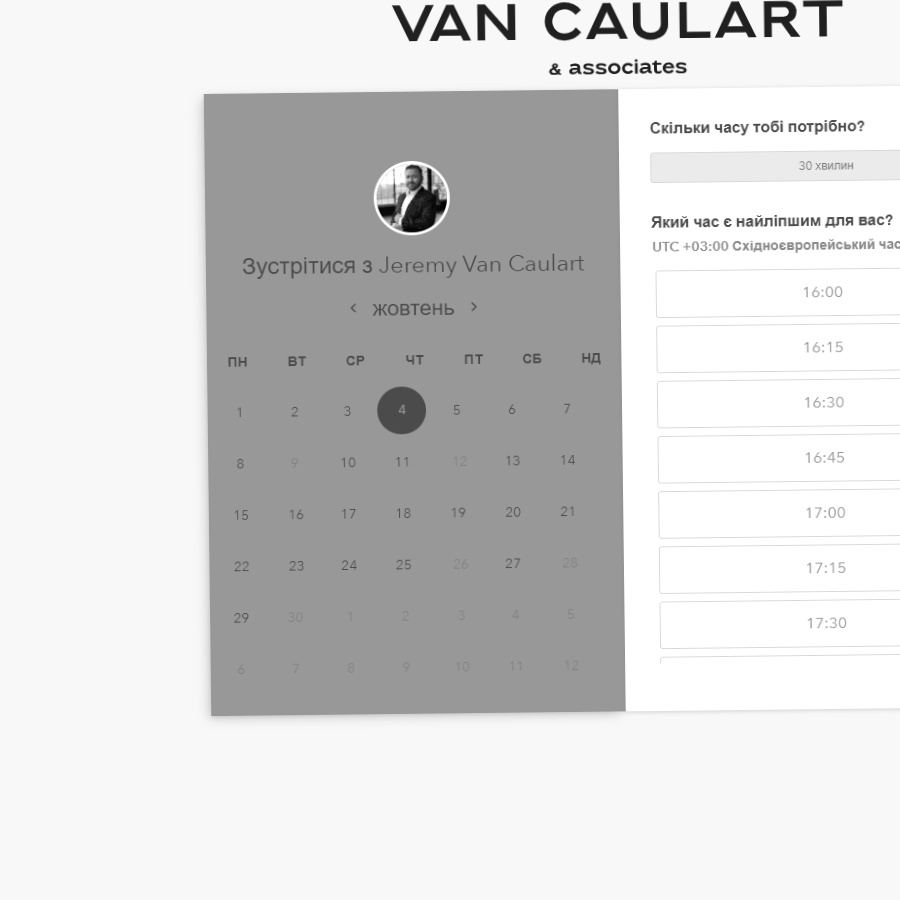 VAN CAULART
& associates
Зустрітися з Jeremy Van Caulart
‹ жовтень ›
ПН ВТ СР ЧТ ПТ СБ НД
1 2 3 4 5 6 7
8 9 10 11 12 13 14
15 16 17 18 19 20 21
22 23 24 25 26 27 28
29 30 1 2 3 4 5
6 7 8 9 10 11 12
Скільки часу тобі потрібно?
30 хвилин
Який час є найліпшим для вас?
UTC +03:00 Східноєвропейський час
16:00
16:15
16:30
16:45
17:00
17:15
17:30